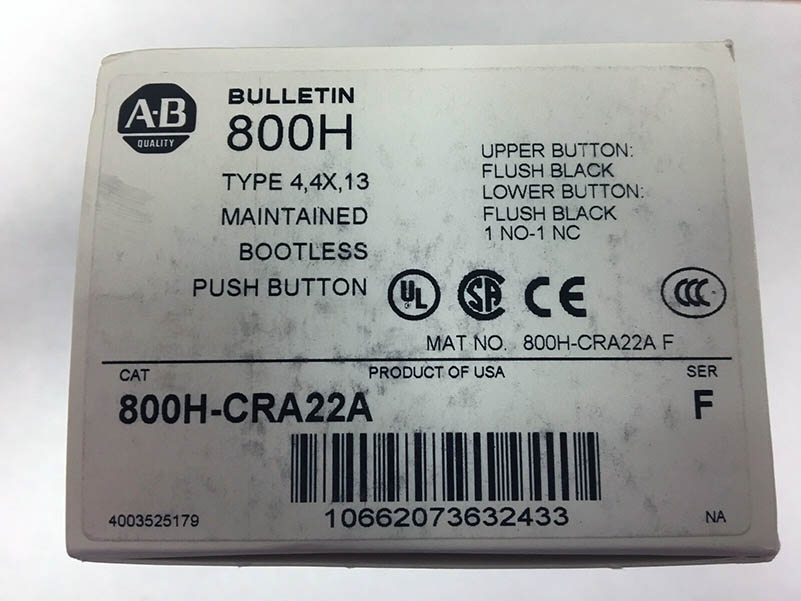 A-B
QUALITY
BULLETIN
800H
TYPE 4,4X,13
MAINTAINED
BOOTLESS
PUSH BUTTON
UPPER BUTTON:
FLUSH BLACK
LOWER BUTTON:
FLUSH BLACK
1 NO-1 NC
UL
SA
CE
CCC
MAT NO. 800H-CRA22A F
CAT
PRODUCT OF USA
SER
800H-CRA22A
F
4003525179
10662073632433
NA